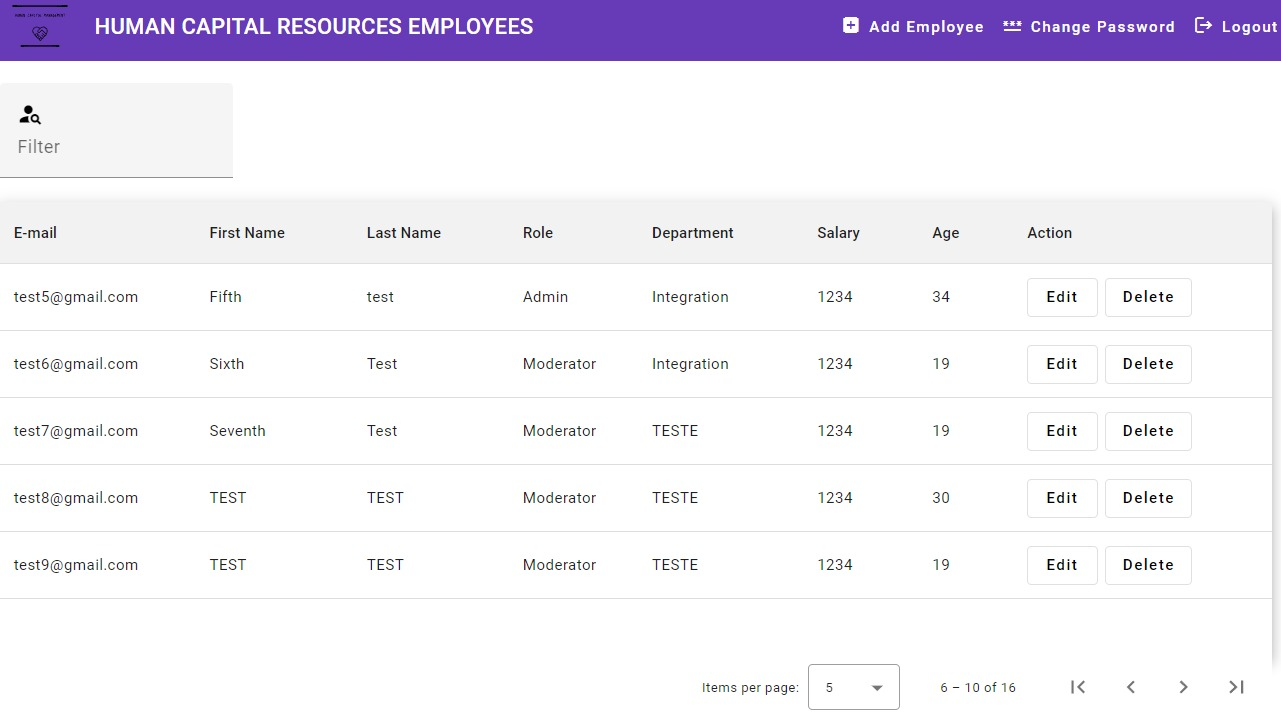 HUMAN CAPITAL MANAGEMENT
HUMAN CAPITAL RESOURCES EMPLOYEES
Add Employee
*** Change Password
Logout
Filter
E-mail First Name Last Name Role Department Salary Age Action
test5@gmail.com Fifth test Admin Integration 1234 34 Edit Delete
test6@gmail.com Sixth Test Moderator Integration 1234 19 Edit Delete
test7@gmail.com Seventh Test Moderator TESTE 1234 19 Edit Delete
test8@gmail.com TEST TEST Moderator TESTE 1234 30 Edit Delete
test9@gmail.com TEST TEST Moderator TESTE 1234 19 Edit Delete
Items per page: 5 6 – 10 of 16